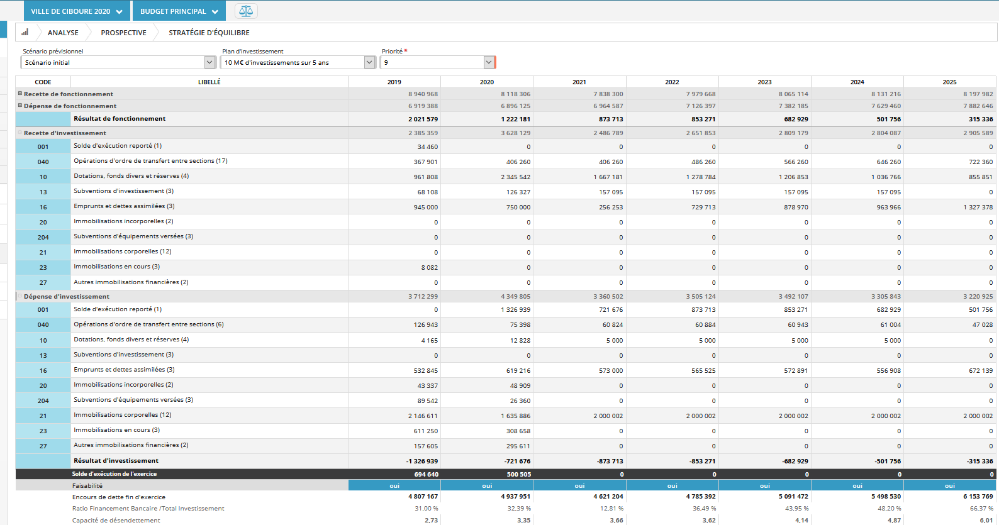 VILLE DE CIBOURE 2020 BUDGET PRINCIPAL
ANALYSE PROSPECTIVE STRATÉGIE D'ÉQUILIBRE
Scénario prévisionnel Plan d'investissement Priorité *
Scénario initial 10 M€ d'investissements sur 5 ans 9
CODE LIBELLÉ 2019 2020 2021 2022 2023 2024 2025
Recette de fonctionnement 8 940 968 8 118 306 7 838 300 7 979 668 8 065 114 8 131 216 8 197 982
Dépense de fonctionnement 6 919 388 6 896 125 6 964 587 7 126 397 7 382 185 7 629 460 7 882 646
Résultat de fonctionnement 2 021 579 1 222 181 873 713 853 271 682 929 501 756 315 336
Recette d'investissement 2 385 359 3 628 129 2 486 789 2 651 853 2 809 179 2 804 087 2 905 589
001 Solde d'exécution reporté (1) 34 460 0 0 0 0 0 0
040 Opérations d'ordre de transfert entre sections (17) 367 901 406 260 406 260 486 260 566 260 646 260 722 360
10 Dotations, fonds divers et réserves (4) 961 808 2 345 542 1 667 181 1 278 784 1 206 853 1 036 766 855 851
13 Subventions d'investissement (3) 68 108 126 327 157 095 157 095 157 095 157 095 0
16 Emprunts et dettes assimilées (3) 945 000 750 000 256 253 729 713 878 970 963 966 1 327 378
20 Immobilisations incorporelles (2) 0 0 0 0 0 0 0
204 Subventions d'équipements versées (3) 0 0 0 0 0 0 0
21 Immobilisations corporelles (12) 0 0 0 0 0 0 0
23 Immobilisations en cours (3) 8 082 0 0 0 0 0 0
27 Autres immobilisations financières (2) 0 0 0 0 0 0 0
Dépense d'investissement 3 712 299 4 349 805 3 360 502 3 505 124 3 492 107 3 305 843 3 220 925
001 Solde d'exécution reporté (1) 0 1 326 939 721 676 873 713 853 271 682 929 501 756
040 Opérations d'ordre de transfert entre sections (6) 126 943 75 398 60 824 60 884 60 943 61 004 47 028
10 Dotations, fonds divers et réserves (4) 4 165 12 828 5 000 5 000 5 000 5 000 0
13 Subventions d'investissement (3) 0 0 0 0 0 0 0
16 Emprunts et dettes assimilées (3) 532 845 619 216 573 000 565 525 572 891 556 908 672 139
20 Immobilisations incorporelles (2) 43 337 48 909 0 0 0 0 0
204 Subventions d'équipements versées (3) 89 542 26 360 0 0 0 0 0
21 Immobilisations corporelles (12) 2 146 611 1 635 886 2 000 002 2 000 002 2 000 002 2 000 002 2 000 002
23 Immobilisations en cours (3) 611 250 308 658 0 0 0 0 0
27 Autres immobilisations financières (2) 157 605 295 611 0 0 0 0 0
Résultat d'investissement -1 326 939 -721 676 -873 713 -853 271 -682 929 -501 756 -315 336
Solde d'exécution de l'exercice 694 640 500 505 0 0 0 0 0
Faisabilité oui oui oui oui oui oui oui
Encours de dette fin d'exercice 4 807 167 4 937 951 4 621 204 4 785 392 5 091 472 5 498 530 6 153 769
Ratio Financement Bancaire /Total Investissement 31,00 % 32,39 % 12,81 % 36,49 % 43,95 % 48,20 % 66,37 %
Capacité de désendettement 2,73 3,35 3,66 3,62 4,14 4,87 6,01